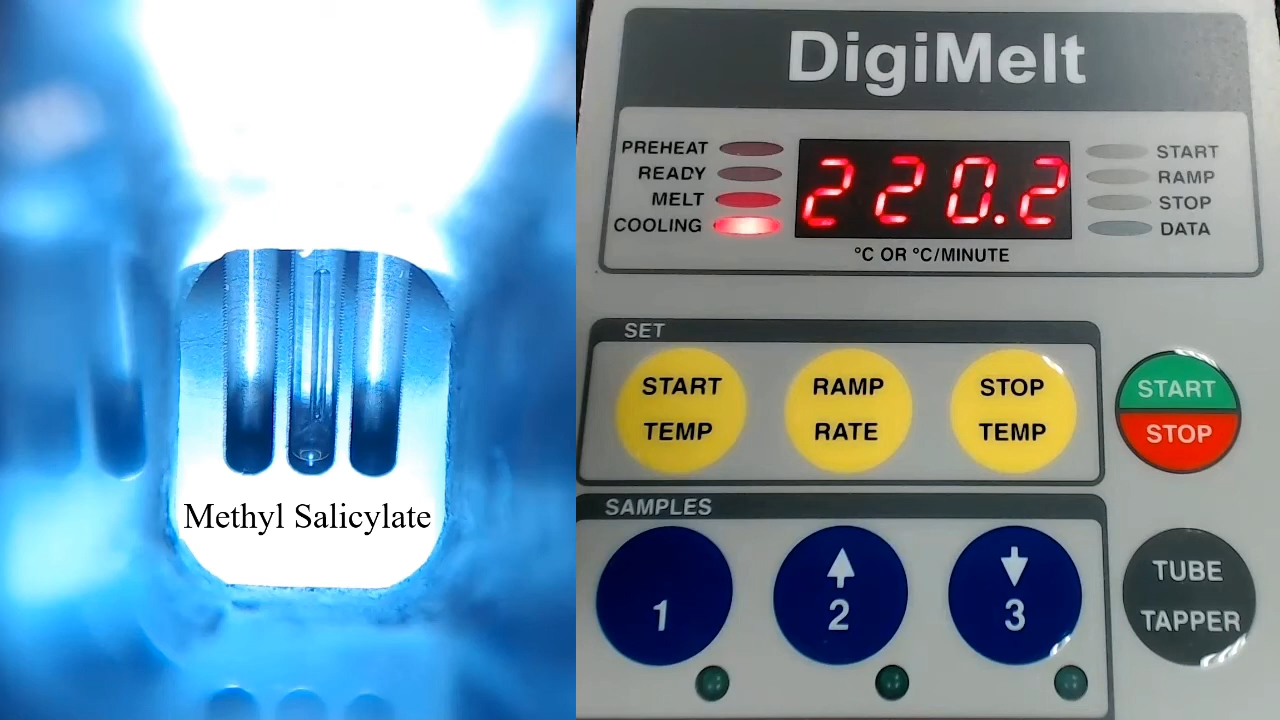 Methyl Salicylate
DigiMelt
PREHEAT
READY
MELT
COOLING
220.2
START
RAMP
STOP
DATA
°C OR °C/MINUTE
SET
START
TEMP
RAMP
RATE
STOP
TEMP
START
STOP
SAMPLES
1
2
3
TUBE
TAPPER